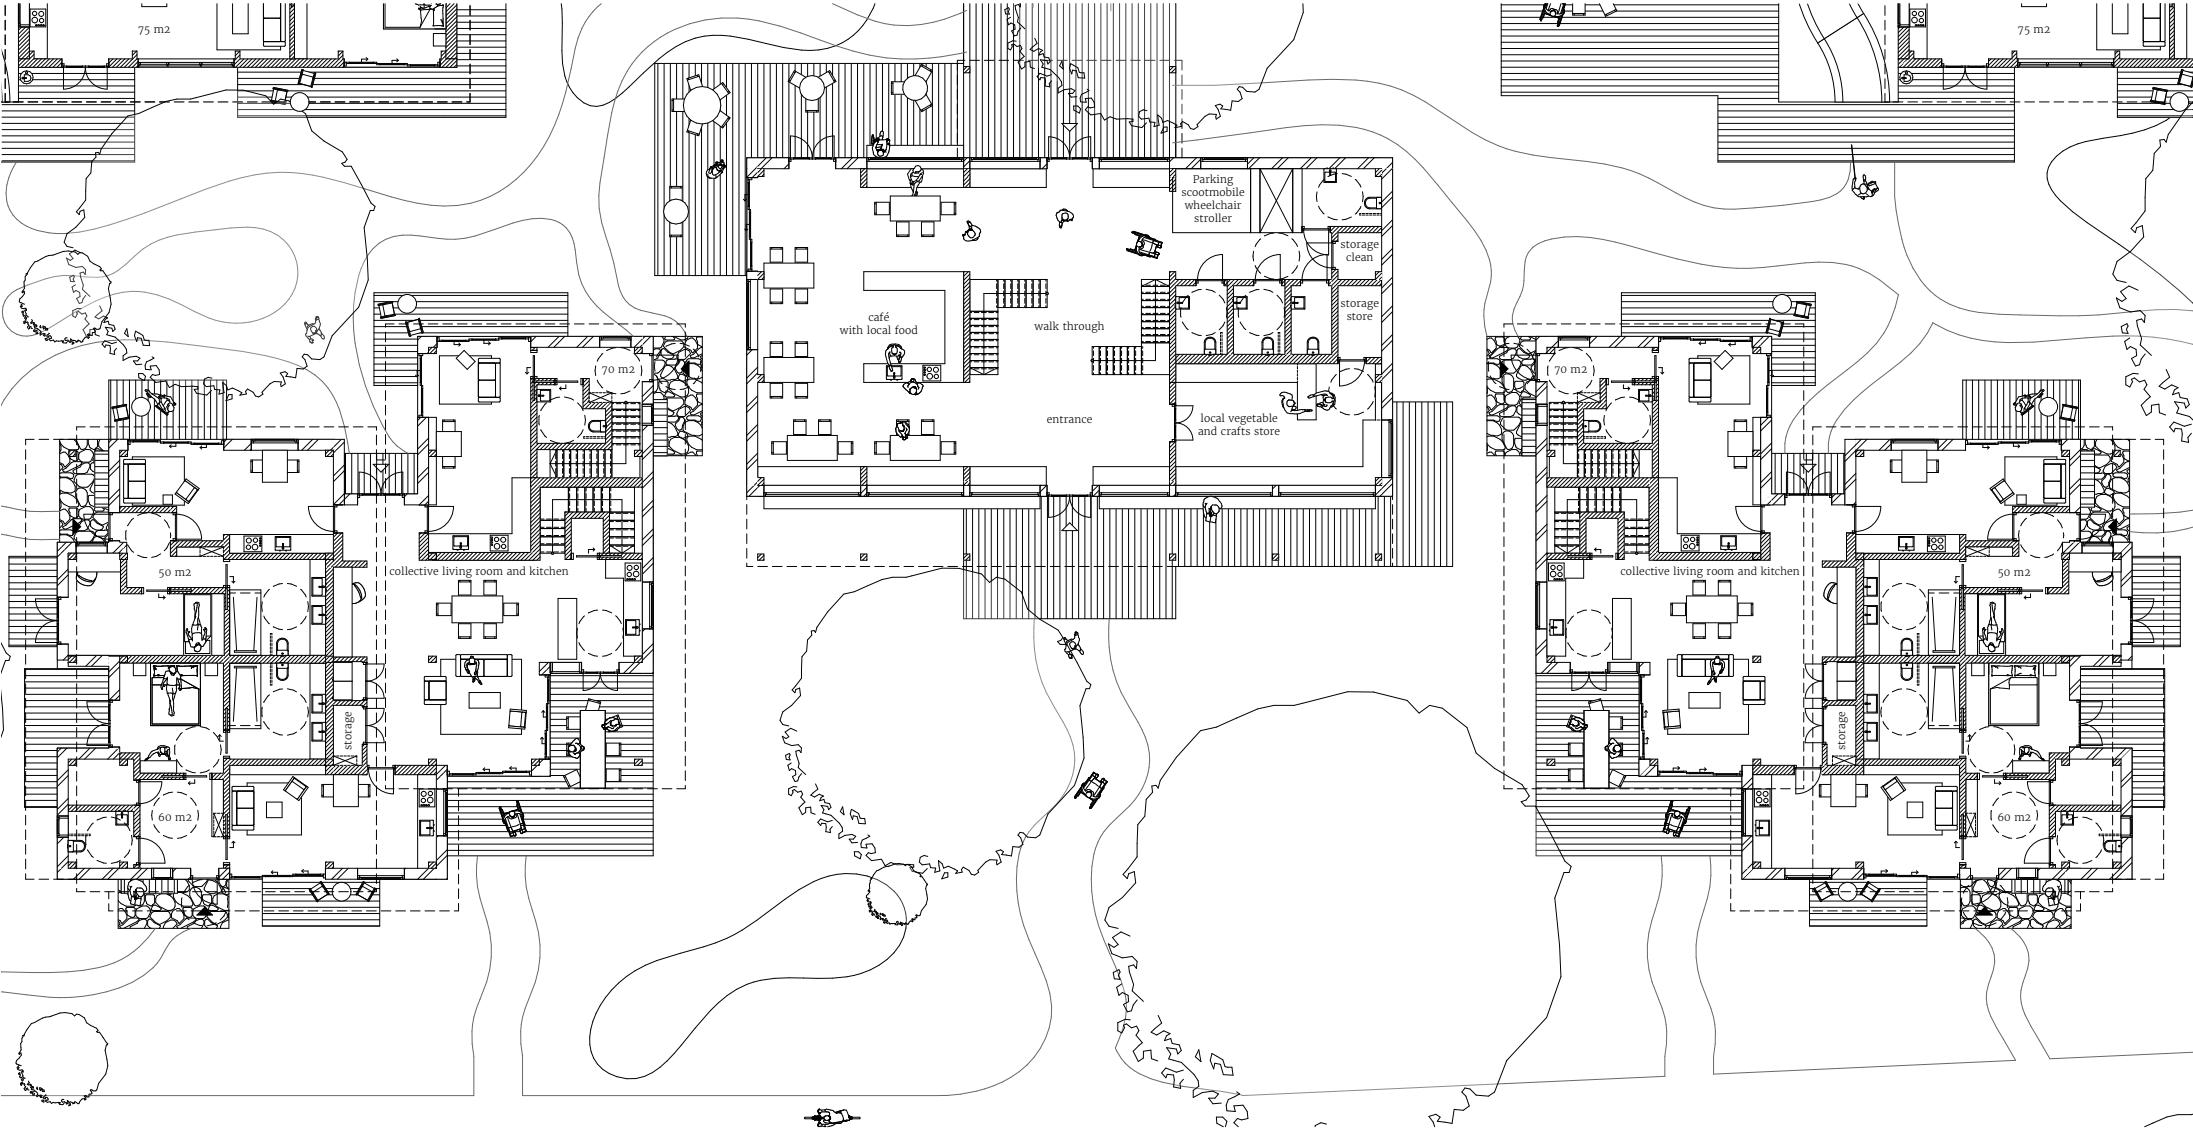 75 m2
75 m2
Parking
scootmobile
wheelchair
stroller
storage
clean
storage
store
café
with local food
walk through
entrance
local vegetable
and crafts store
70 m2
50 m2
collective living room and kitchen
storage
60 m2
70 m2
50 m2
collective living room and kitchen
storage
60 m2